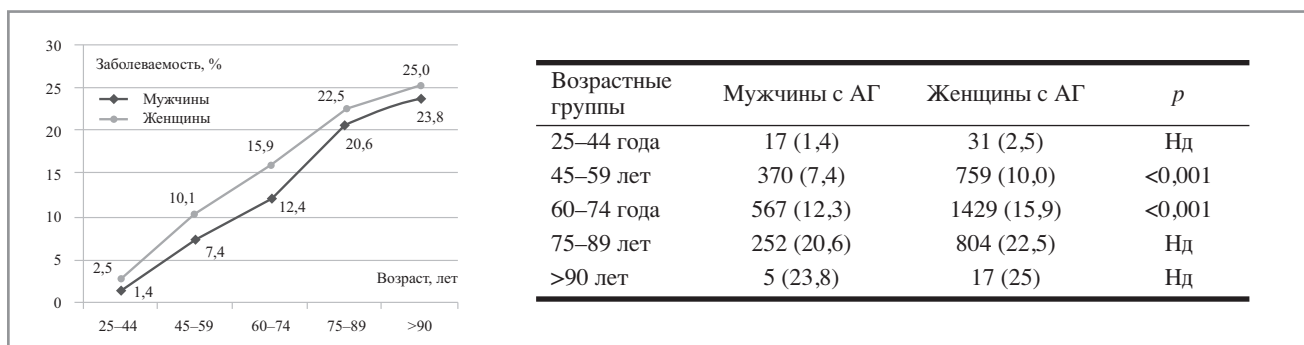 30
25
20
15
10
5
0
Заболеваемость, %
Мужчины
Женщины
2,5
10,1
15,9
22,5
25,0
1,4
7,4
12,4
20,6
23,8
Возраст, лет
25–44 45–59 60–74 75–89 >90
Возрастные группы Мужчины с АГ Женщины с АГ p
25–44 года 17 (1,4) 31 (2,5) Нд
45–59 лет 370 (7,4) 759 (10,0) <0,001
60–74 года 567 (12,3) 1429 (15,9) <0,001
75–89 лет 252 (20,6) 804 (22,5) Нд
>90 лет 5 (23,8) 17 (25) Нд